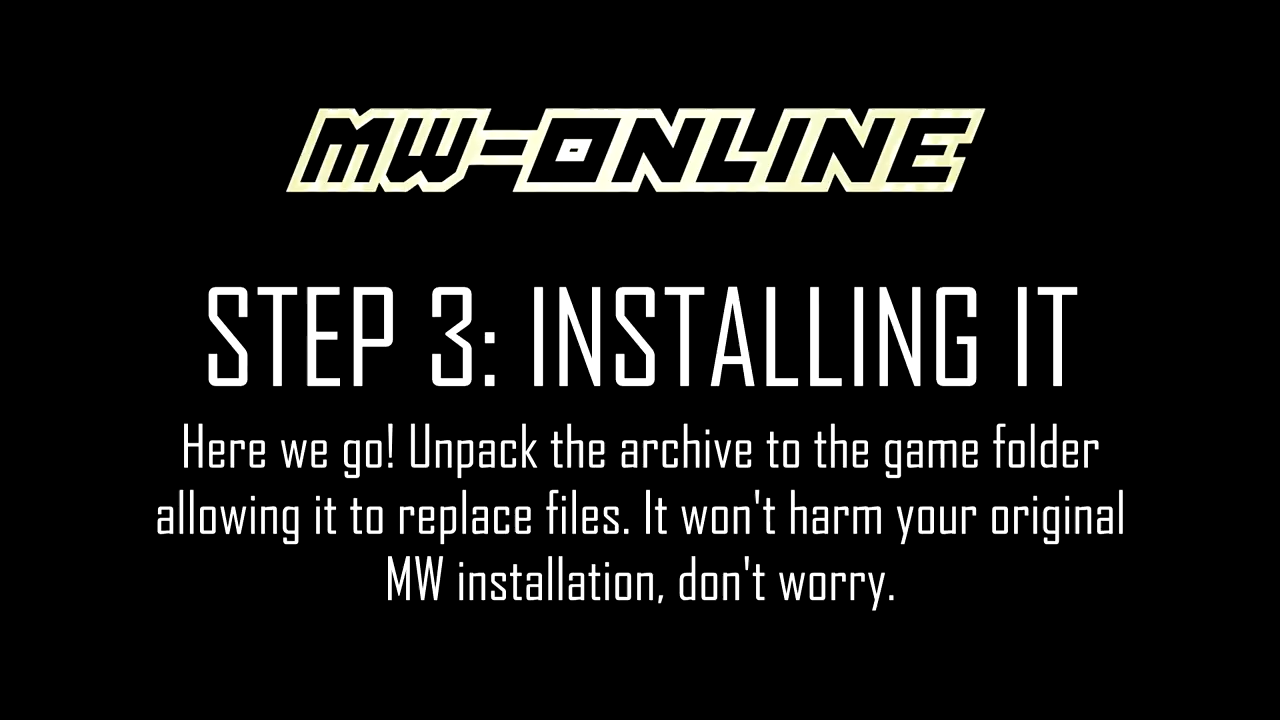 MW-ONLINE
STEP 3: INSTALLING IT
Here we go! Unpack the archive to the game folder
allowing it to replace files. It won't harm your original
MW installation, don't worry.